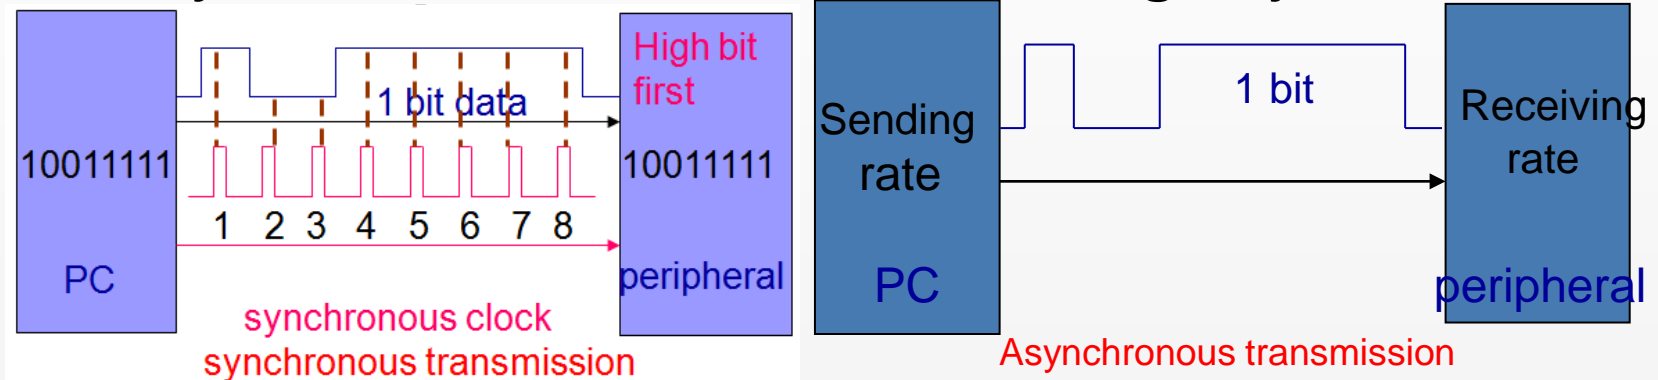 High bit
first
1 bit data
10011111
10011111
1 2 3 4 5 6 7 8
PC
peripheral
synchronous clock
synchronous transmission
Sending
rate
1 bit
Receiving
rate
PC
peripheral
Asynchronous transmission